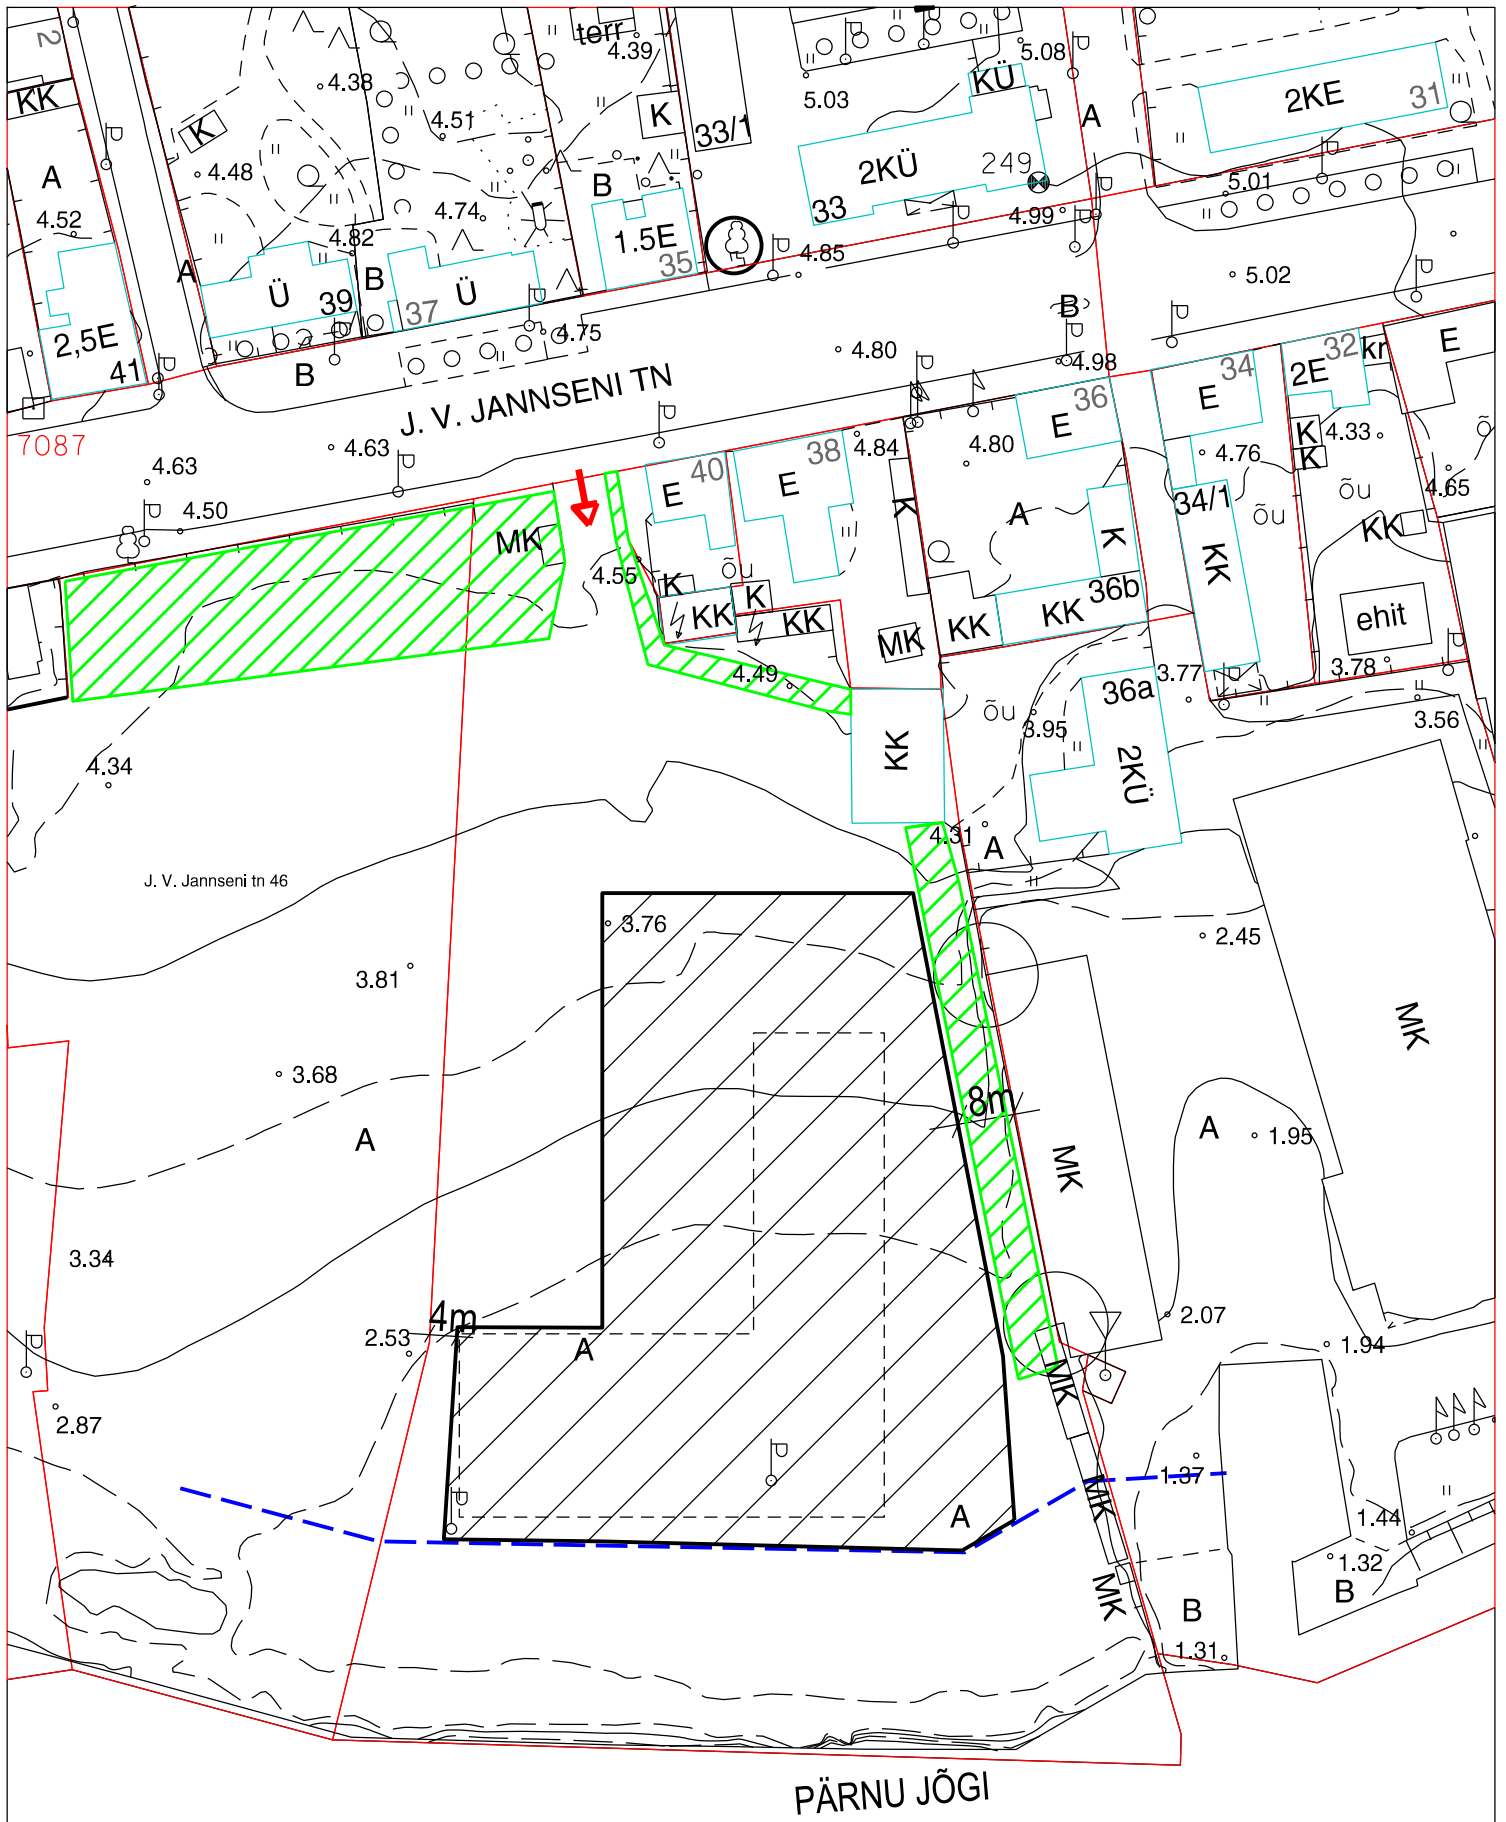 2
KK
A
4.52
2,5E
41
7087
4.63
4.50
K
4.48
4.38
4.51
4.74
4.82
A
Ü
39
B
37
Ü
B
4.75
terr
4.39
K
33/1
B
1.5E
35
5.03
5.08
KÜ
2KÜ
33
249
4.99
4.85
A
2KE
31
5.01
5.02
B
4.80
4.98
J. V. JANNSENI TN
4.63
40
E
38
E
4.84
4.80
36
E
34
E
2E
32
kr
E
õ
MK
4.55
õu
K
KK
K
KK
4.49
K
A
K
36b
KK
KK
MK
4.76
34/1
KK
õu
K
K
4.33
õu
4.65
KK
ehit
3.78
3.77
3.56
õu
3.95
36a
2KÜ
KK
4.34
4.31
A
J. V. Jannseni tn 46
3.76
3.81
2.45
MK
3.68
A
8m
MK
A
1.95
3.34
4m
2.53
A
2.07
1.94
MK
2.87
1.37
MK
A
1.44
1.32
B
MK
B
1.31
PÄRNU JÕGI